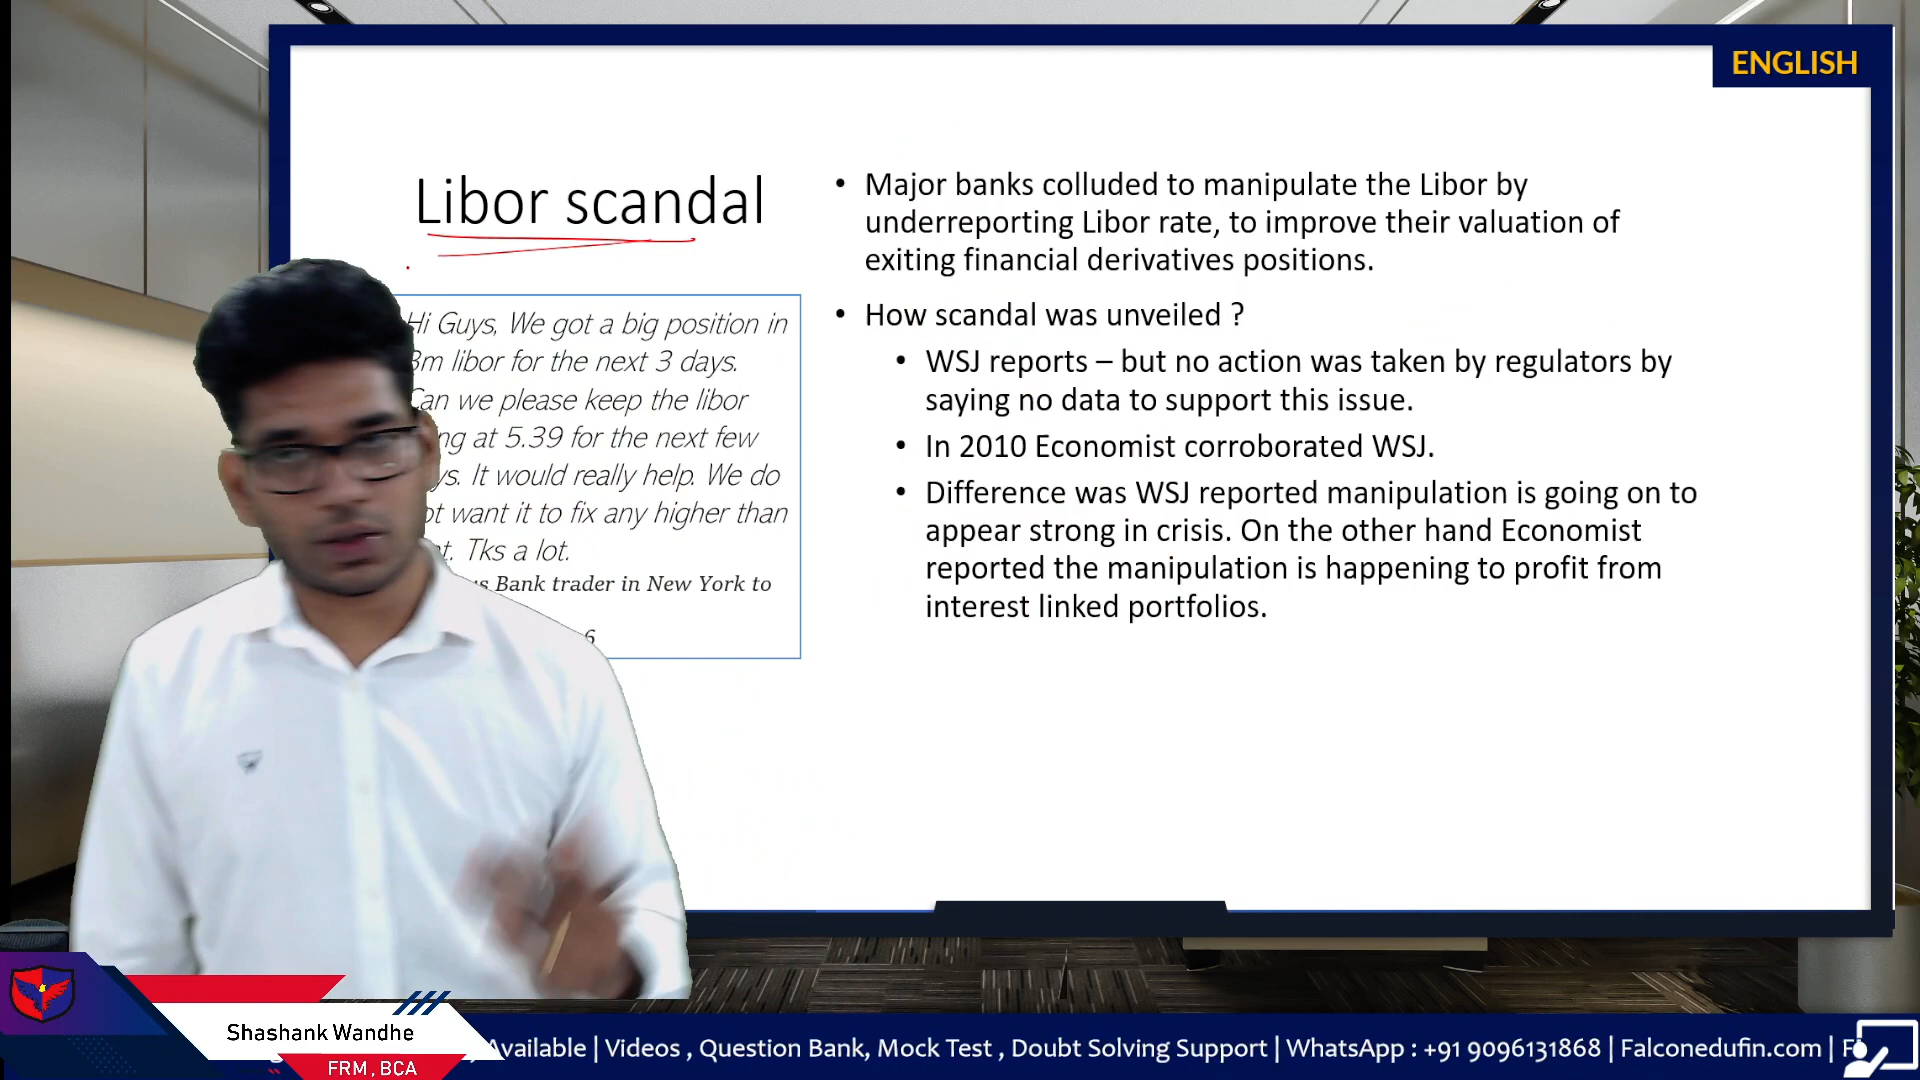 ENGLISH
Libor scandal
Hi Guys, We got a big position in
3m libor for the next 3 days.
Can we please keep the libor
at 5.39 for the next few
It would really help. We do
want it to fix any higher than
Tks a lot.
Bank trader in New York to
6
• Major banks colluded to manipulate the Libor by
underreporting Libor rate, to improve their valuation of
exiting financial derivatives positions.
• How scandal was unveiled ?
• WSJ reports – but no action was taken by regulators by
saying no data to support this issue.
• In 2010 Economist corroborated WSJ.
• Difference was WSJ reported manipulation is going on to
appear strong in crisis. On the other hand Economist
reported the manipulation is happening to profit from
interest linked portfolios.
Shashank Wandhe
FRM, BCA
Available | Videos , Question Bank, Mock Test , Doubt Solving Support | WhatsApp : +91 9096131868 | Falconedufin.com |